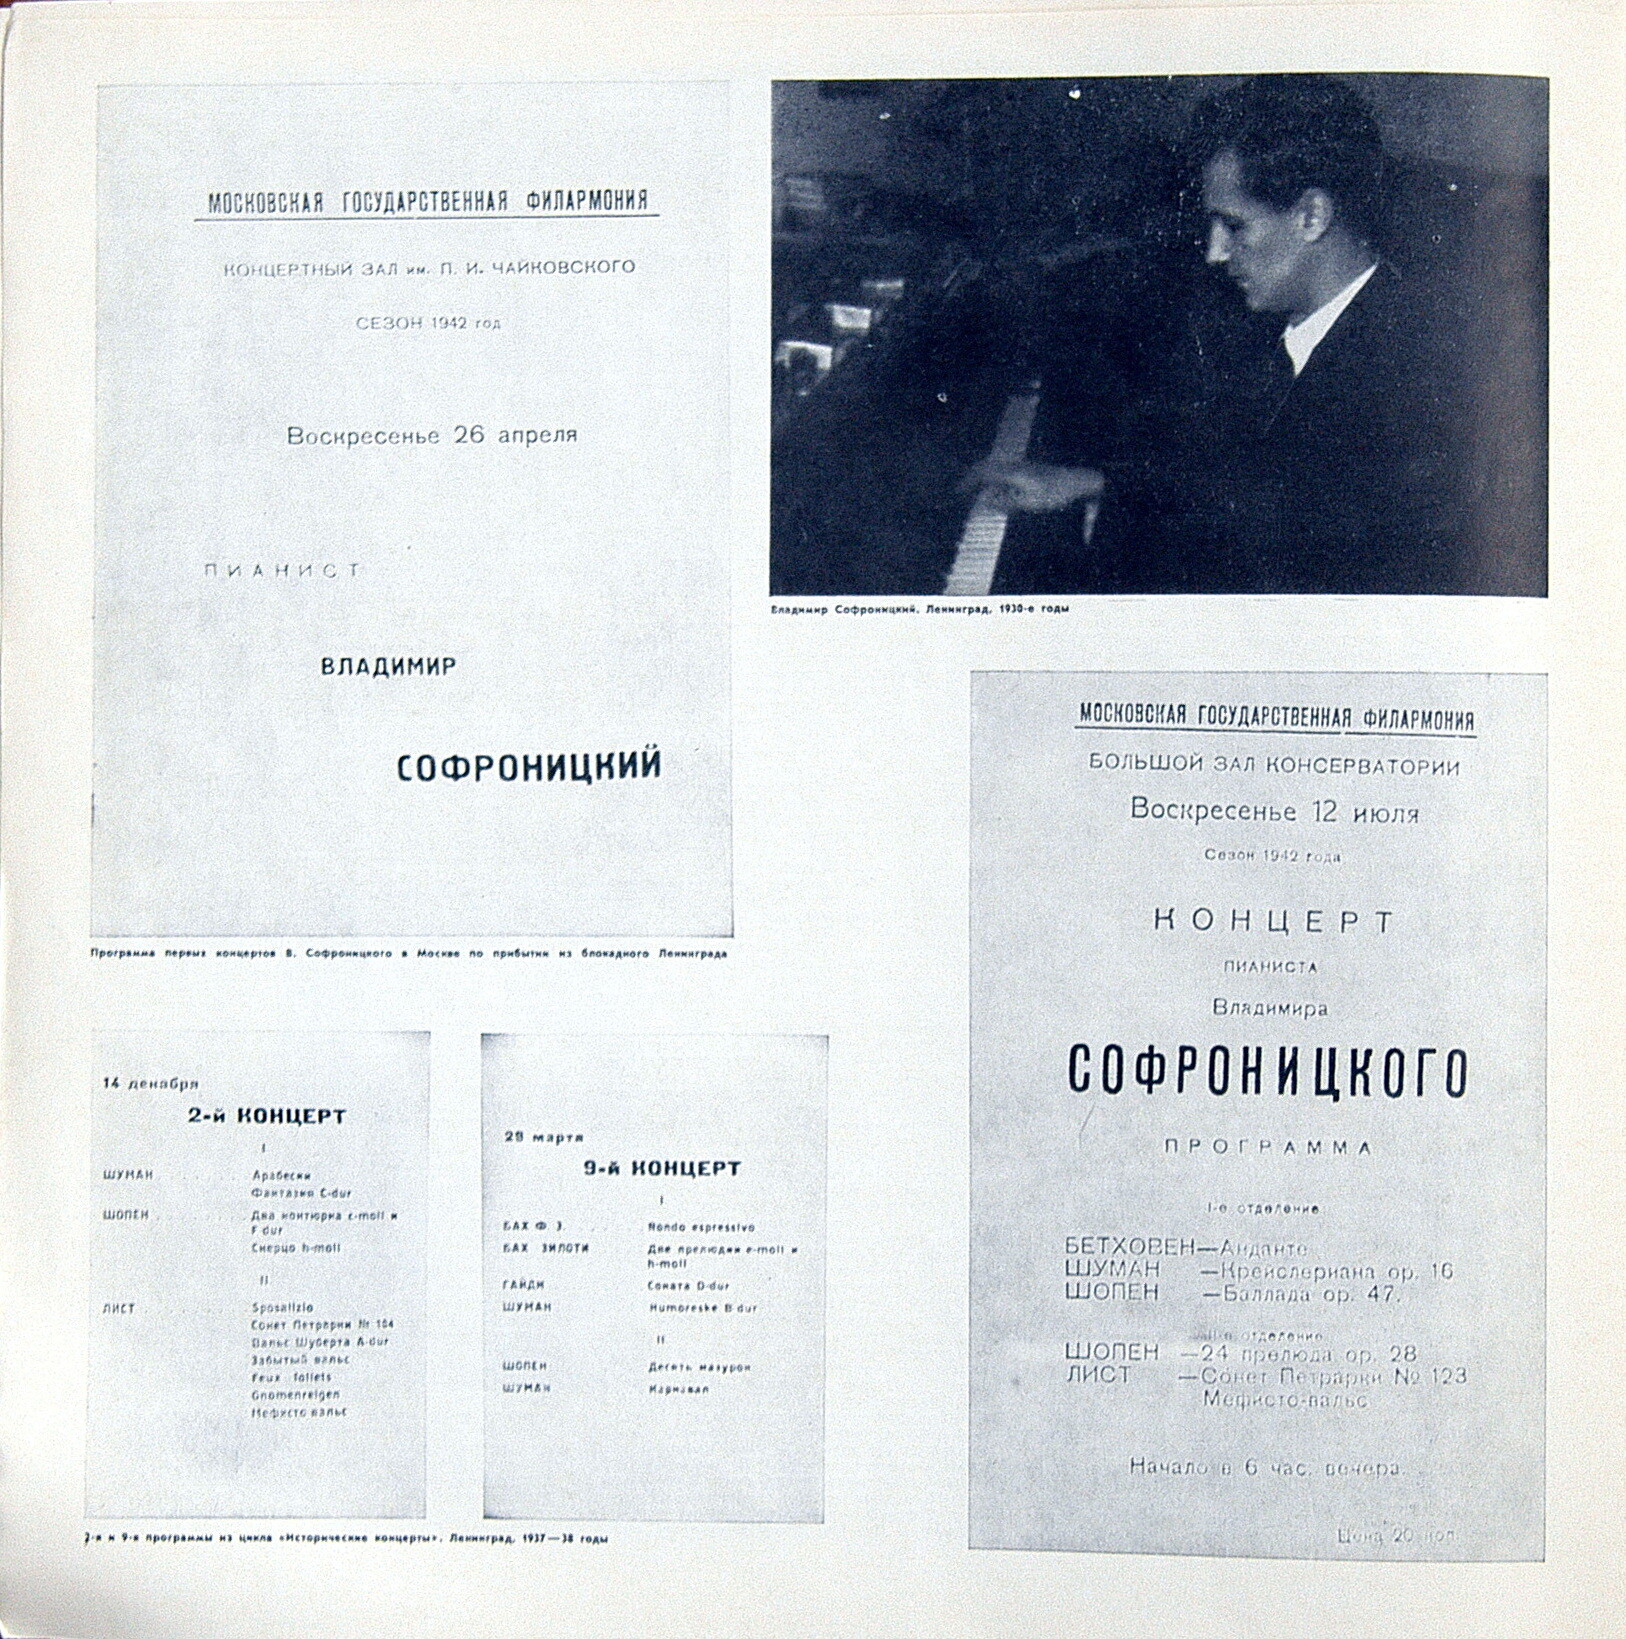 МОСКОВСКАЯ ГОСУДАРСТВЕННАЯ ФИЛАРМОНИЯ
КОНЦЕРТНЫЙ ЗАЛ им. П. И. ЧАЙКОВСКОГО
СЕЗОН 1942 год
Воскресенье 26 апреля
ПИАНИСТ
ВЛАДИМИР
СОФРОНИЦКИЙ
Программа первых концертов В. Софроницкого в Москве по прибытии из блокадного Ленинграда
Владимир Софроницкий. Ленинград, 1930-е годы
14 декабря
2-й КОНЦЕРТ
I
ШУМАН . . . . . . Арабески
Фантазия C-dur
ШОПЕН . . . . . . Два ноктюрна c-moll и
F dur
Скерцо h-moll
II
ЛИСТ . . . . . . Sposalizio
Сонет Петрарки № 104
Вальс Шуберта A-dur
Забытый вальс
Feux follets
Gnomenreigen
Мефисто вальс
28 марта
9-й КОНЦЕРТ
I
БАХ Ф Э. . . . . Rondo espressivo
БАХ ЗИЛОТИ Две прелюдии e-moll и
h-moll
ГАЙДН Соната D-dur
ШУМАН Humoreske B dur
II
ШОПЕН Десять мазурок
ШУМАН Карнавал
2-я и 9-я программы из цикла «Исторические концерты». Ленинград, 1937—38 годы
МОСКОВСКАЯ ГОСУДАРСТВЕННАЯ ФИЛАРМОНИЯ
БОЛЬШОЙ ЗАЛ КОНСЕРВАТОРИИ
Воскресенье 12 июля
Сезон 1942 года
КОНЦЕРТ
ПИАНИСТА
Владимира
СОФРОНИЦКОГО
ПРОГРАММА
I-е отделение
БЕТХОВЕН—Анданте
ШУМАН —Крейслериана ор. 16
ШОПЕН —Баллада ор. 47.
II-е отделение
ШОПЕН —24 прелюда ор. 28
ЛИСТ —Сонет Петрарки № 123
Мефисто-вальс
Начало в 6 час. вечера.
Цена 20 коп.